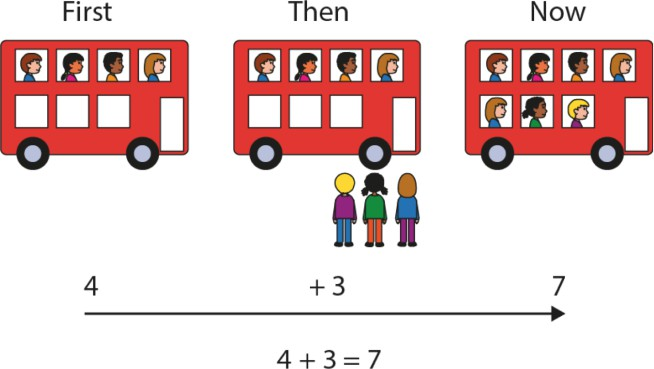 First Then Now
4 + 3 7
4 + 3 = 7